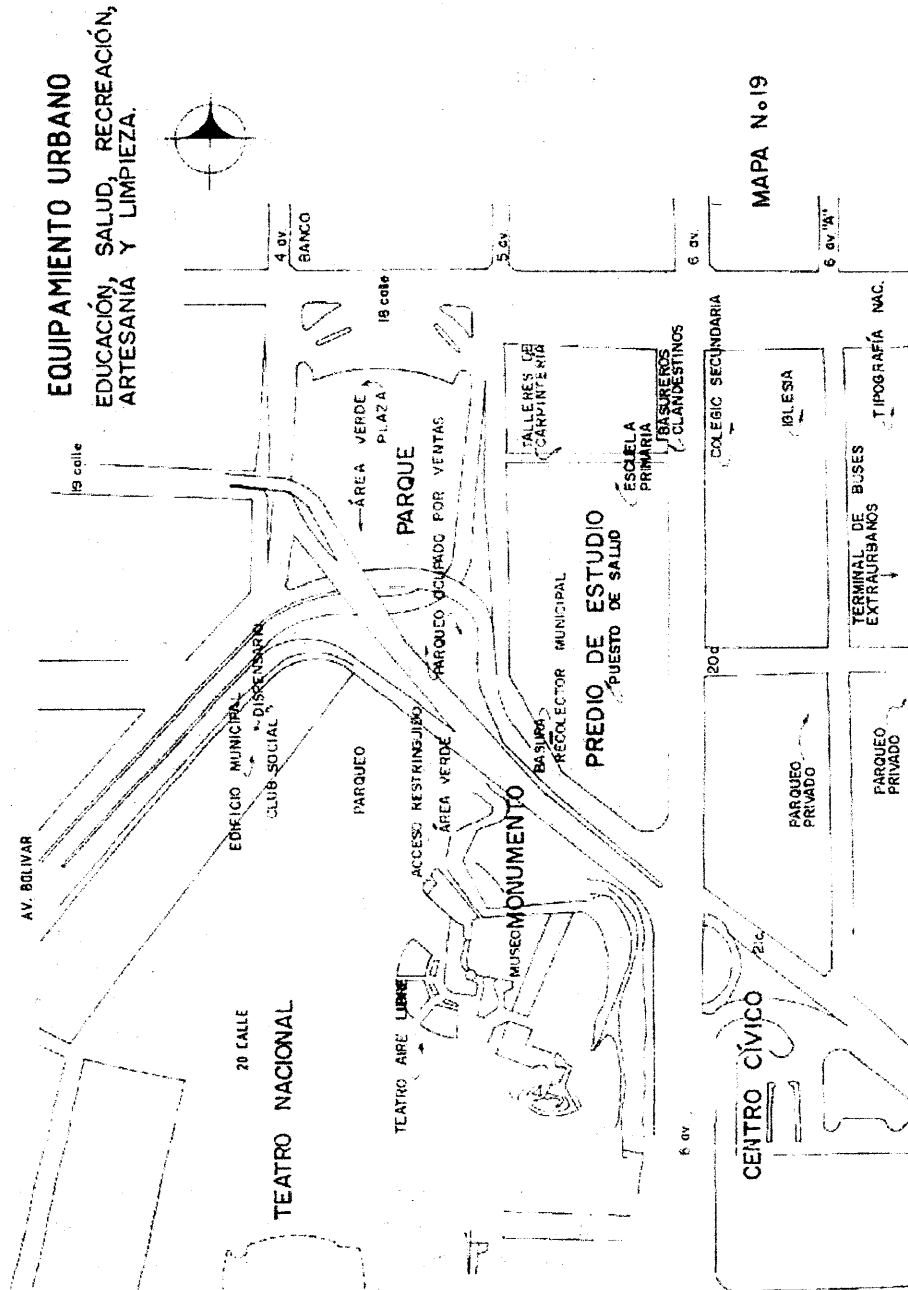 EQUIPAMIENTO URBANO
EDUCACIÓN, SALUD, RECREACIÓN,
ARTESANÍA Y LIMPIEZA.
AV. BOLIVAR
19 calle
4 av.
BANCO
18 calle
5 av.
6 av.
6 av. "A"
MAPA No19
EDIFICIO MUNICIPAL
DISPENSARIO
CLUB SOCIAL
PARQUEO
ÁREA VERDE
PLAZA
PARQUE
PARQUEO OCUPADO POR VENTAS
ACCESO RESTRINGUIDO
ÁREA VERDE
20 CALLE
TEATRO NACIONAL
TEATRO AIRE LIBRE
MUSEO
MONUMENTO
BASURA
RECOLECTOR MUNICIPAL
PREDIO DE ESTUDIO
PUESTO DE SALUD
TALLERES DE
CARPINTERIA
ESCUELA
PRIMARIA
BASUREROS
CLANDESTINOS
COLEGIO SECUNDARIA
IGLESIA
TIPOGRAFÍA NAC.
TERMINAL DE BUSES
EXTRAURBANOS
20c
21c.
PARQUEO
PRIVADO
PARQUEO
PRIVADO
6 av.
CENTRO CÍVICO